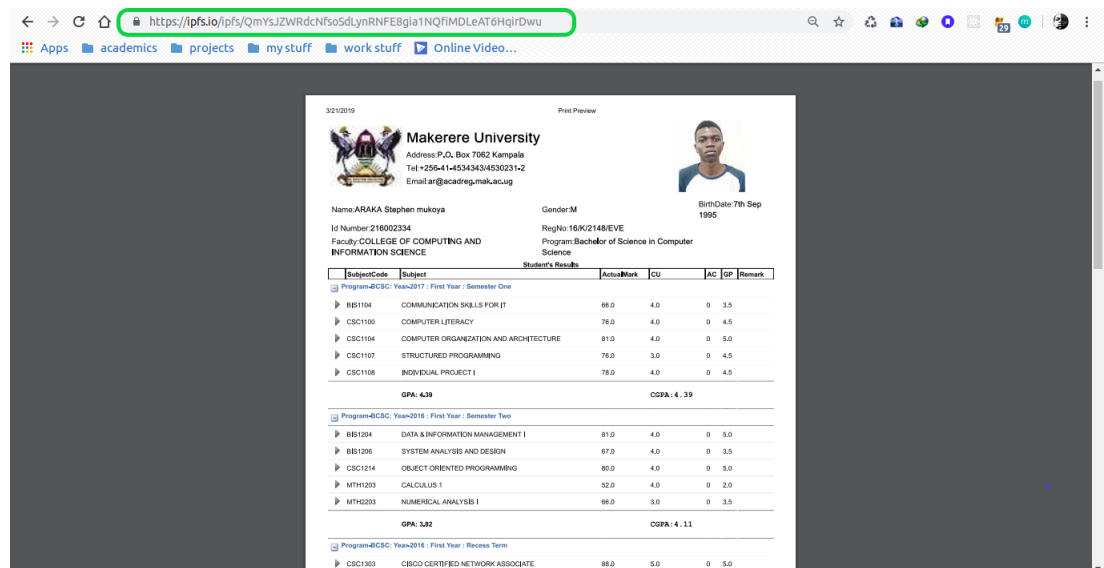 https://ipfs.io/ipfs/QmYsJZWRdcNfsoSdLynRNFE8gia1NQfiMDLeAT6HqirDwu
29
Apps academics projects my stuff work stuff Online Video...
3/21/2019 Print Preview
Makerere University
Address:P.O. Box 7062 Kampala
Tel:+256-41-4534343/4530231-2
Email:ar@acadreg.mak.ac.ug
Name:ARAKA Stephen mukoya Gender:M BirthDate:7th Sep
1995
Id Number:216002334 RegNo:16/K/2148/EVE
Faculty:COLLEGE OF COMPUTING AND Program:Bachelor of Science in Computer
INFORMATION SCIENCE Science
Student's Results
SubjectCode Subject ActualMark CU AC GP Remark
Program-BCSC: Year-2017 : First Year : Semester One
BIS1104 COMMUNICATION SKILLS FOR IT 66.0 4.0 0 3.5
CSC1100 COMPUTER LITERACY 76.0 4.0 0 4.5
CSC1104 COMPUTER ORGANIZATION AND ARCHITECTURE 81.0 4.0 0 5.0
CSC1107 STRUCTURED PROGRAMMING 76.0 3.0 0 4.5
CSC1108 INDIVIDUAL PROJECT I 78.0 4.0 0 4.5
GPA: 4.39 CGPA:4.39
Program-BCSC: Year-2016 : First Year : Semester Two
BIS1204 DATA & INFORMATION MANAGEMENT I 81.0 4.0 0 5.0
BIS1206 SYSTEM ANALYSIS AND DESIGN 67.0 4.0 0 3.5
CSC1214 OBJECT ORIENTED PROGRAMMING 80.0 4.0 0 5.0
MTH1203 CALCULUS 1 52.0 4.0 0 2.0
MTH2203 NUMERICAL ANALYSIS I 66.0 3.0 0 3.5
GPA: 3.82 CGPA:4.11
Program-BCSC: Year-2016 : First Year : Recess Term
CSC1303 CISCO CERTIFIED NETWORK ASSOCIATE 88.0 5.0 0 5.0